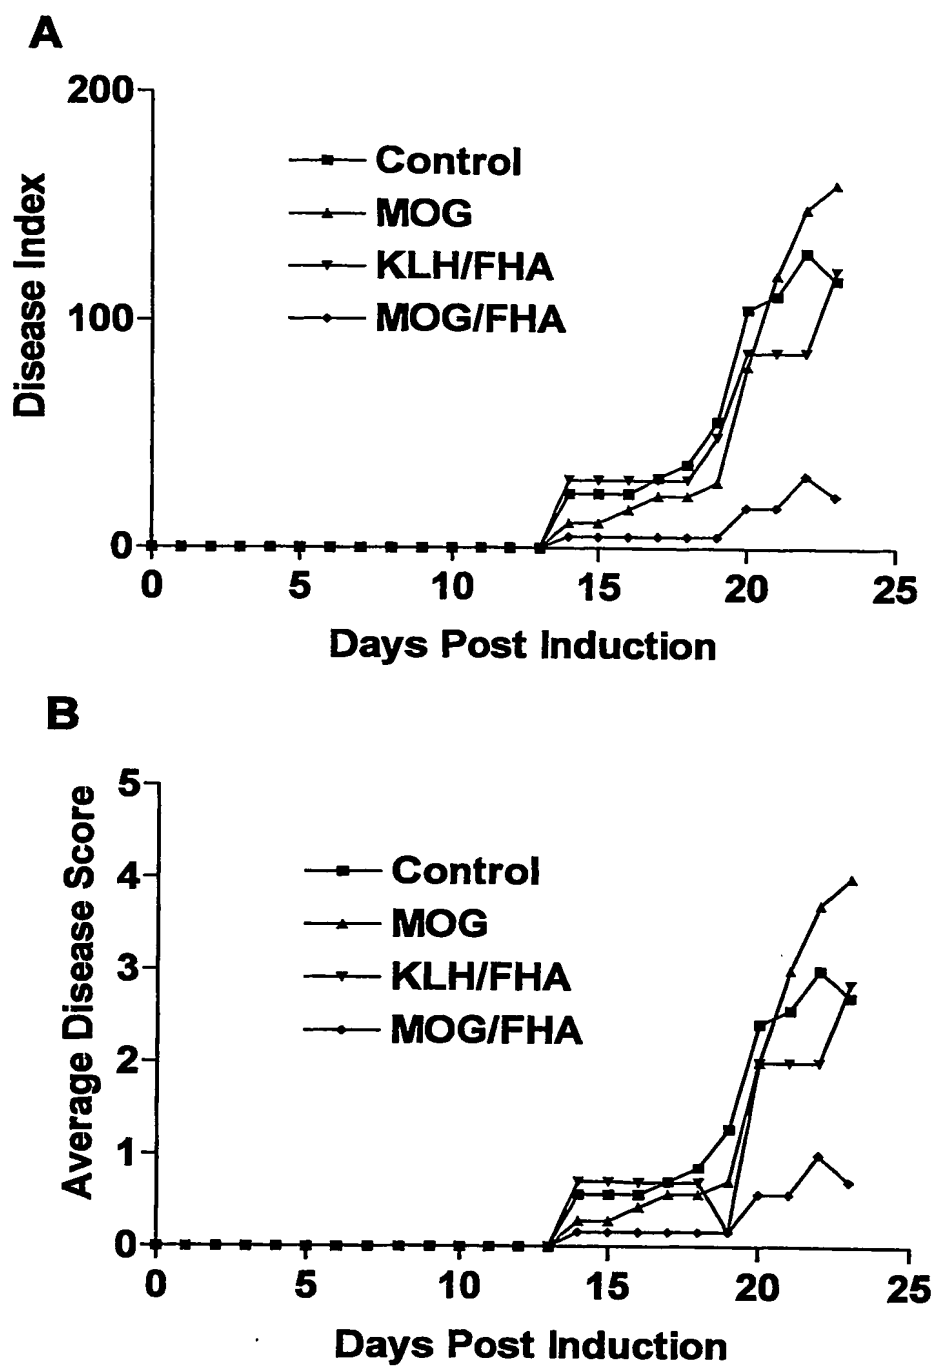 A
200
100
0
Disease Index
Control
MOG
KLH/FHA
MOG/FHA
0 5 10 15 20 25
Days Post Induction
B
5
4
3
2
1
0
Average Disease Score
Control
MOG
KLH/FHA
MOG/FHA
0 5 10 15 20 25
Days Post Induction